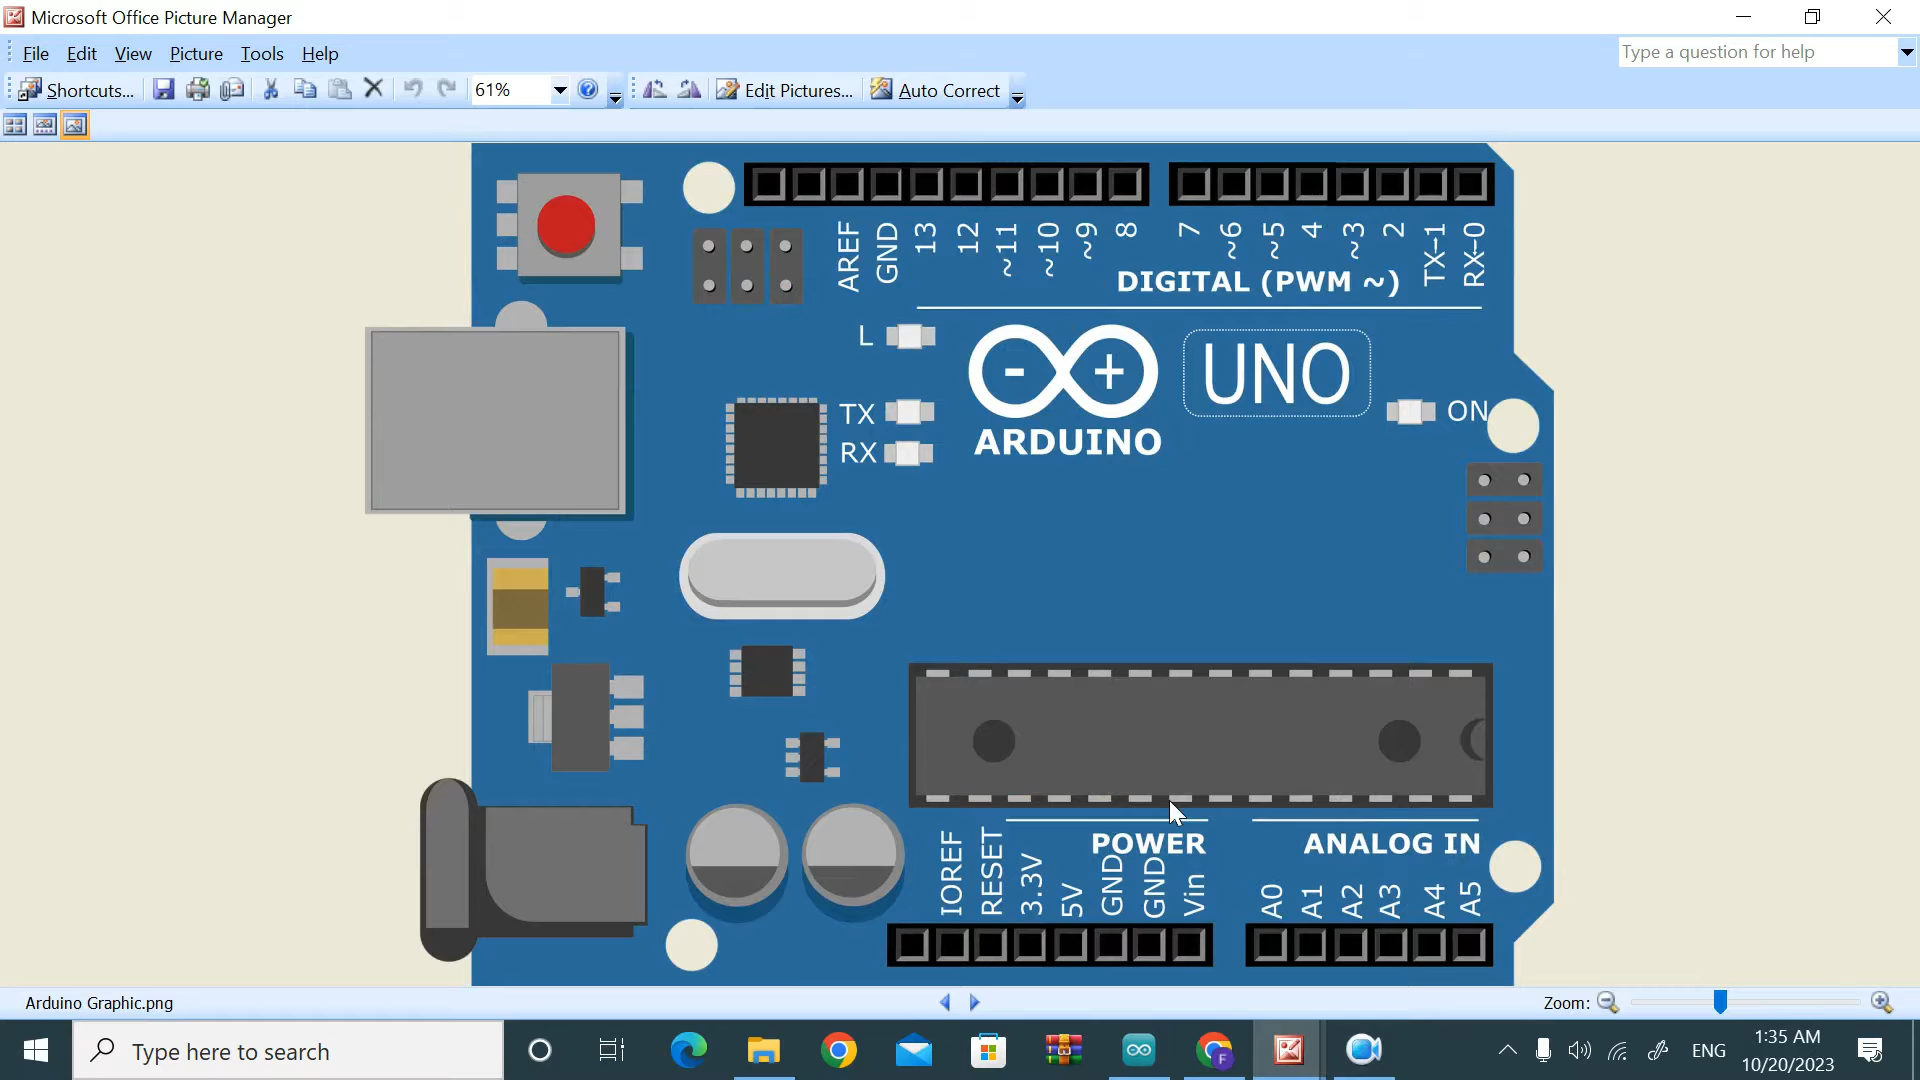 Microsoft Office Picture Manager
File Edit View Picture Tools Help
Type a question for help
Shortcuts... 61% Edit Pictures... Auto Correct
AREF GND 13 12 ~11 ~10 ~9 8 7 ~6 ~5 4 ~3 2 TX→1 RX←0
DIGITAL (PWM ~)
L
- +
UNO
TX
ON
ARDUINO
RX
POWER
ANALOG IN
IOREF RESET 3.3V 5V GND GND Vin A0 A1 A2 A3 A4 A5
Arduino Graphic.png
Zoom:
Type here to search
F
ENG
1:35 AM
10/20/2023